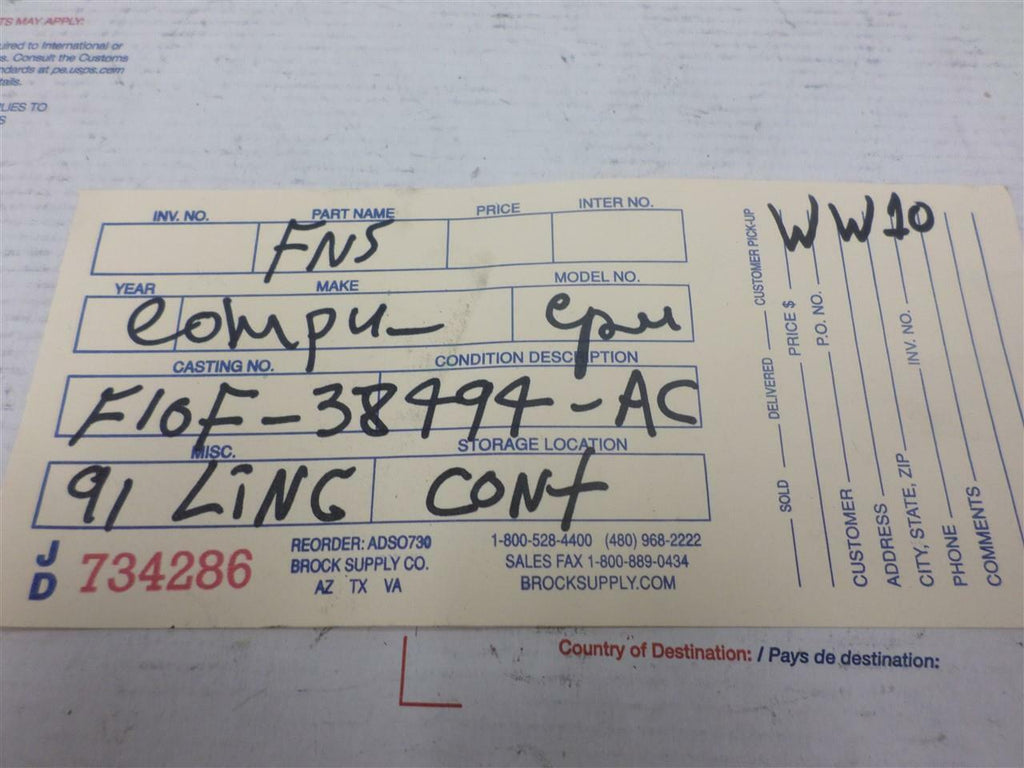 TS MAY APPLY:
uired to International or
s. Consult the Customs
ndards at pe.usps.com
tails.
LIES TO
S
INV. NO. PART NAME PRICE INTER NO.
FNS
YEAR MAKE MODEL NO.
compu- cpu
CASTING NO. CONDITION DESCRIPTION
F10F-38494-AC
MISC. STORAGE LOCATION
91 LiNC CONt
JD 734286
REORDER: ADSO730
BROCK SUPPLY CO.
AZ TX VA
1-800-528-4400 (480) 968-2222
SALES FAX 1-800-889-0434
BROCKSUPPLY.COM
WW10
SOLD DELIVERED CUSTOMER PICK-UP
PRICE $
P.O. NO.
CUSTOMER
ADDRESS
CITY, STATE, ZIP INV. NO.
PHONE
COMMENTS
Country of Destination: / Pays de destination: